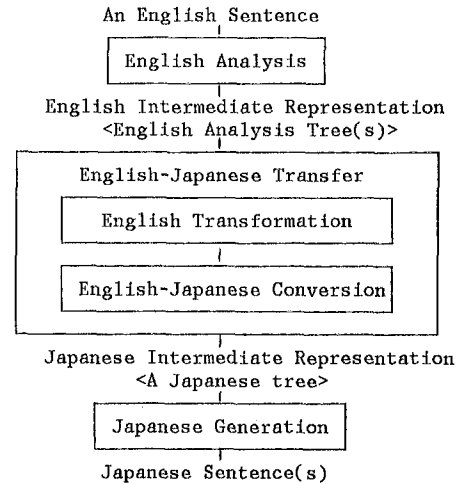 An English Sentence
English Analysis
English Intermediate Representation
<English Analysis Tree(s)>
English-Japanese Transfer
English Transformation
English-Japanese Conversion
Japanese Intermediate Representation
<A Japanese tree>
Japanese Generation
Japanese Sentence(s)